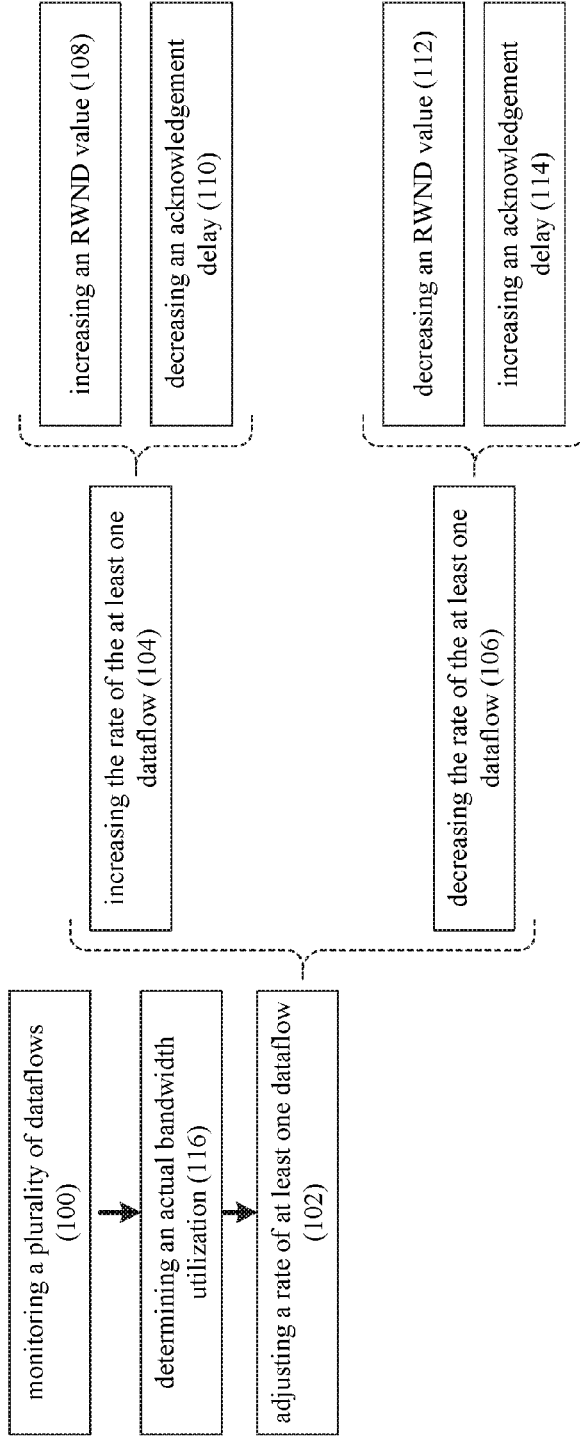 monitoring a plurality of dataflows
(100)
determining an actual bandwidth
utilization (116)
adjusting a rate of at least one dataflow
(102)
increasing the rate of the at least one
dataflow (104)
decreasing the rate of the at least one
dataflow (106)
increasing an RWND value (108)
decreasing an acknowledgement
delay (110)
decreasing an RWND value (112)
increasing an acknowledgement
delay (114)